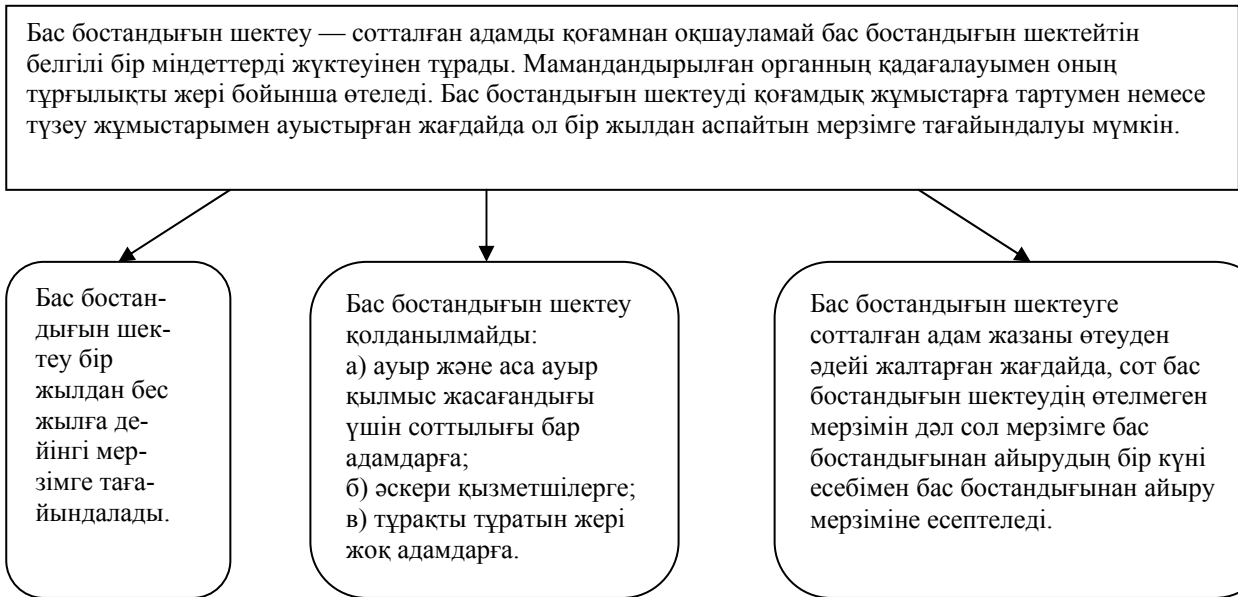 Бас бостандығын шектеу — сотталған адамды қоғамнан оқшауламай бас бостандығын шектейтін
белгілі бір міндеттерді жүктеуінен тұрады. Мамандандырылған органның қадағалауымен оның
тұрғылықты жері бойынша өтеледі. Бас бостандығын шектеуді қоғамдық жұмыстарға тартумен немесе
түзеу жұмыстарымен ауыстырған жағдайда ол бір жылдан аспайтын мерзімге тағайындалуы мүмкін.
Бас бостан-
дығын шек-
теу бір
жылдан бес
жылға де-
йінгі мер-
зімге таға-
йындалады.
Бас бостандығын шектеу
қолданылмайды:
а) ауыр және аса ауыр
қылмыс жасағандығы
үшін соттылығы бар
адамдарға;
б) әскери қызметшілерге;
в) тұрақты тұратын жері
жоқ адамдарға.
Бас бостандығын шектеуге
сотталған адам жазаны өтеуден
әдейі жалтарған жағдайда, сот бас
бостандығын шектеудің өтелмеген
мерзімін дәл сол мерзімге бас
бостандығынан айырудың бір күні
есебімен бас бостандығынан айыру
мерзіміне есептеледі.